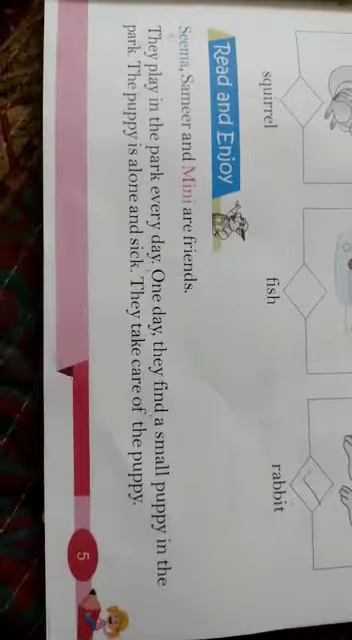 squirrel
fish
rabbit
Read and Enjoy
Seema, Sameer and Mini are friends.
They play in the park every day. One day, they find a small puppy in the
park. The puppy is alone and sick. They take care of the puppy.
5